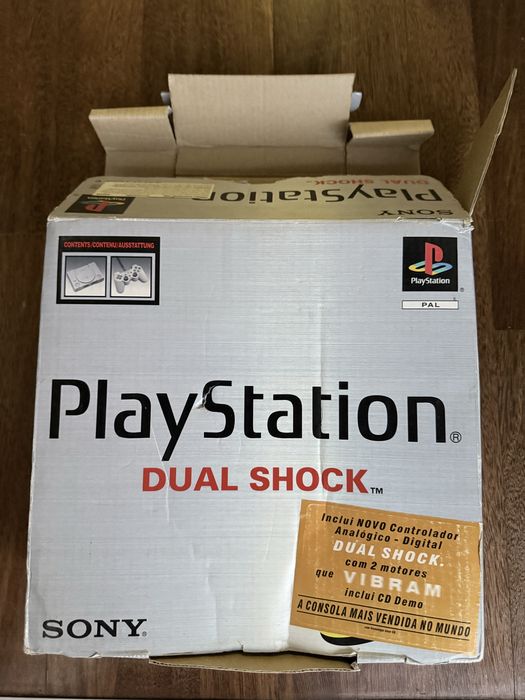 PlayStation®
DUAL SHOCK™
SONY
CONTENTS/CONTENU/AUSSTATTUNG
PlayStation®
PAL
PlayStation®
DUAL SHOCK™
Inclui NOVO Controlador
Analógico - Digital
DUAL SHOCK.
com 2 motores
que VIBRAM
inclui CD Demo
A CONSOLA MAIS VENDIDA NO MUNDO
SONY®